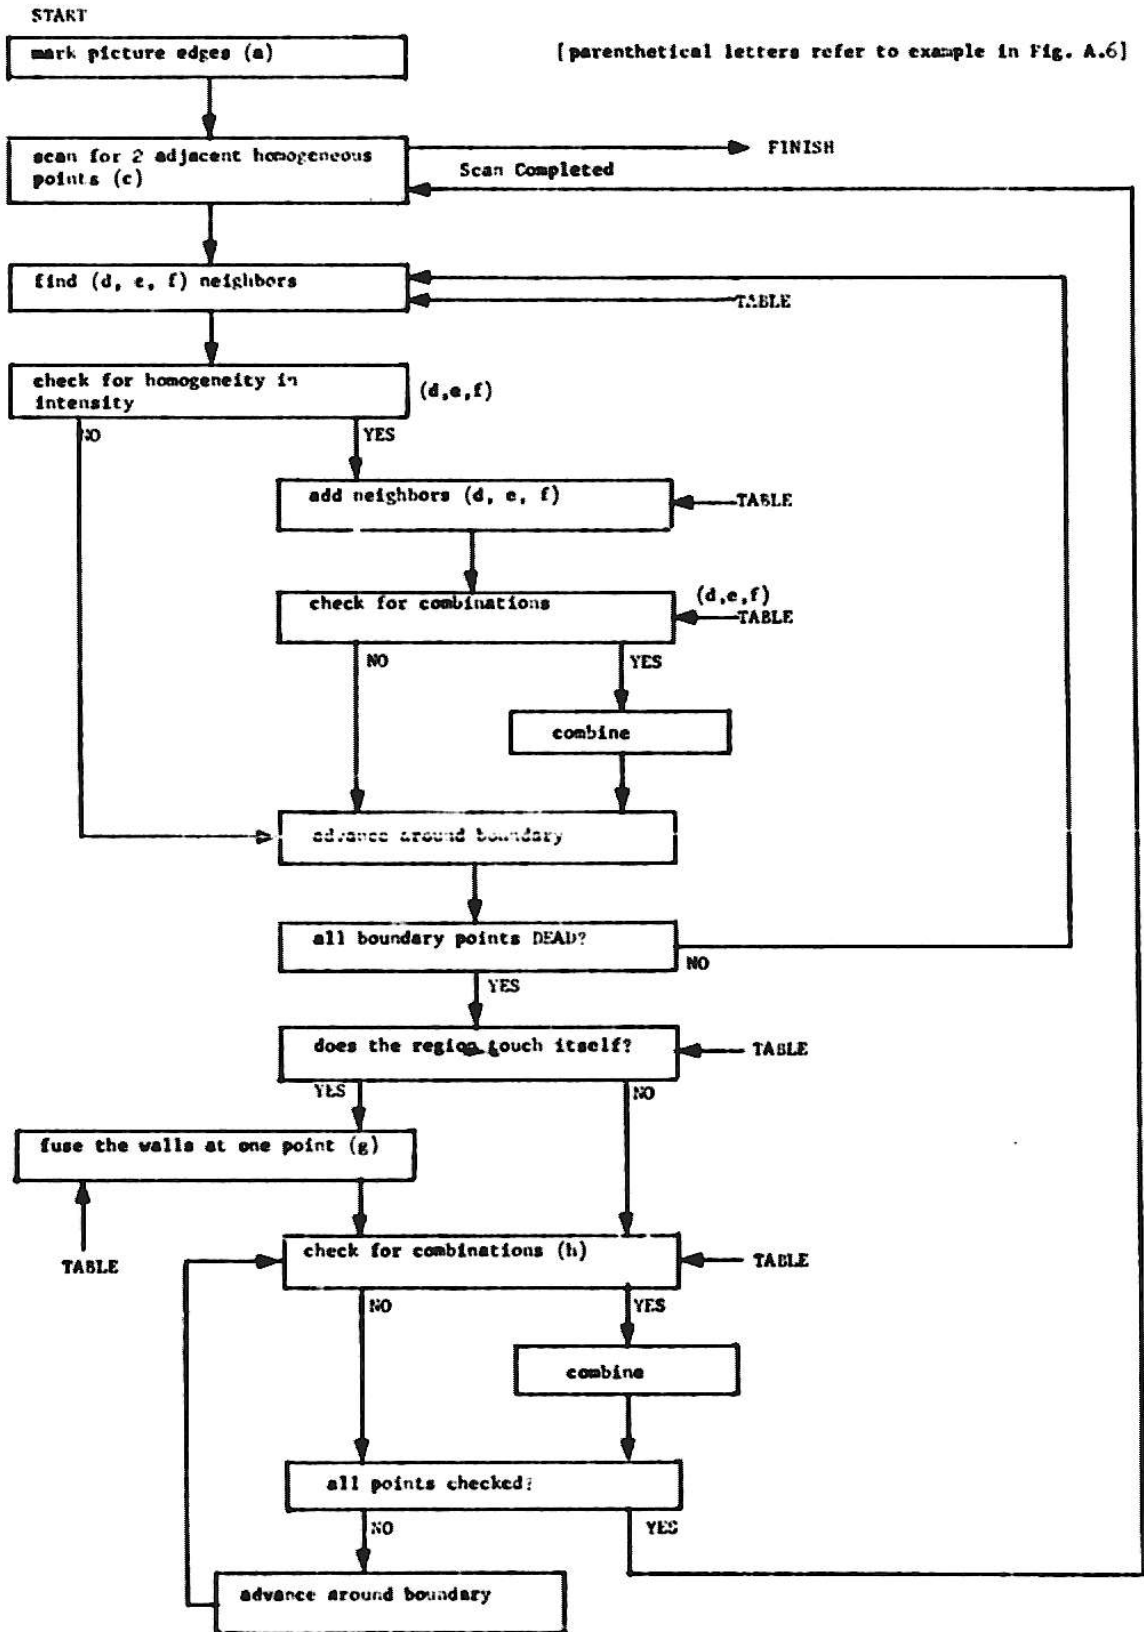 START
mark picture edges (a)
[parenthetical letters refer to example in Fig. A.6]
scan for 2 adjacent homogeneous
points (c)
FINISH
Scan Completed
find (d, e, f) neighbors
TABLE
check for homogeneity in
intensity
(d,e,f)
NO
YES
add neighbors (d, e, f)
TABLE
check for combinations
(d,e,f)
TABLE
NO
YES
combine
advance around boundary
all boundary points DEAD?
NO
YES
does the region touch itself?
TABLE
YES
NO
fuse the walls at one point (g)
TABLE
check for combinations (h)
TABLE
NO
YES
combine
all points checked?
NO
YES
advance around boundary